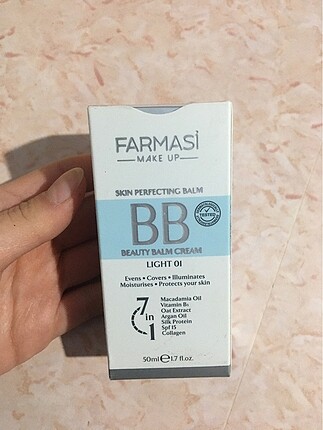 FARMASİ
MAKE UP
SKIN PERFECTING BALM
BB
TESTED
BEAUTY BALM CREAM
LIGHT 01
Evens • Covers • Illuminates
Moisturises • Protects your skin
7 in 1
Macadamia Oil
Vitamin B5
Oat Extract
Argan Oil
Silk Protein
Spf 15
Collagen
50ml ℮ 1.7 fl.oz.